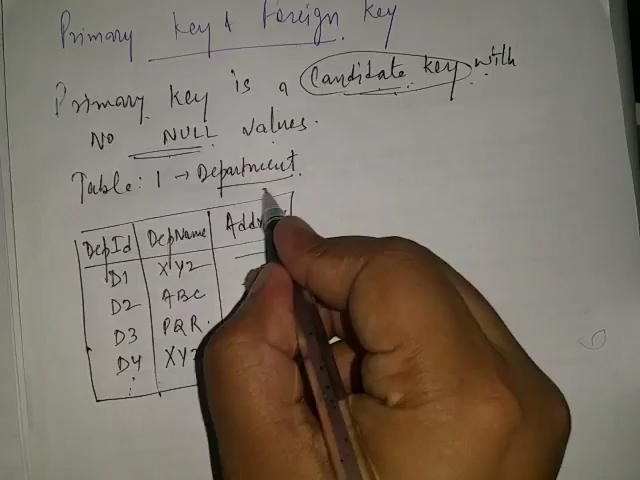 Primary Key & Foreign Key
Primary Key is a Candidate Key with
No NULL values.
Table: 1 → Department.
DepId DepName
D1 XYZ
D2 ABC
D3 PQR
D4